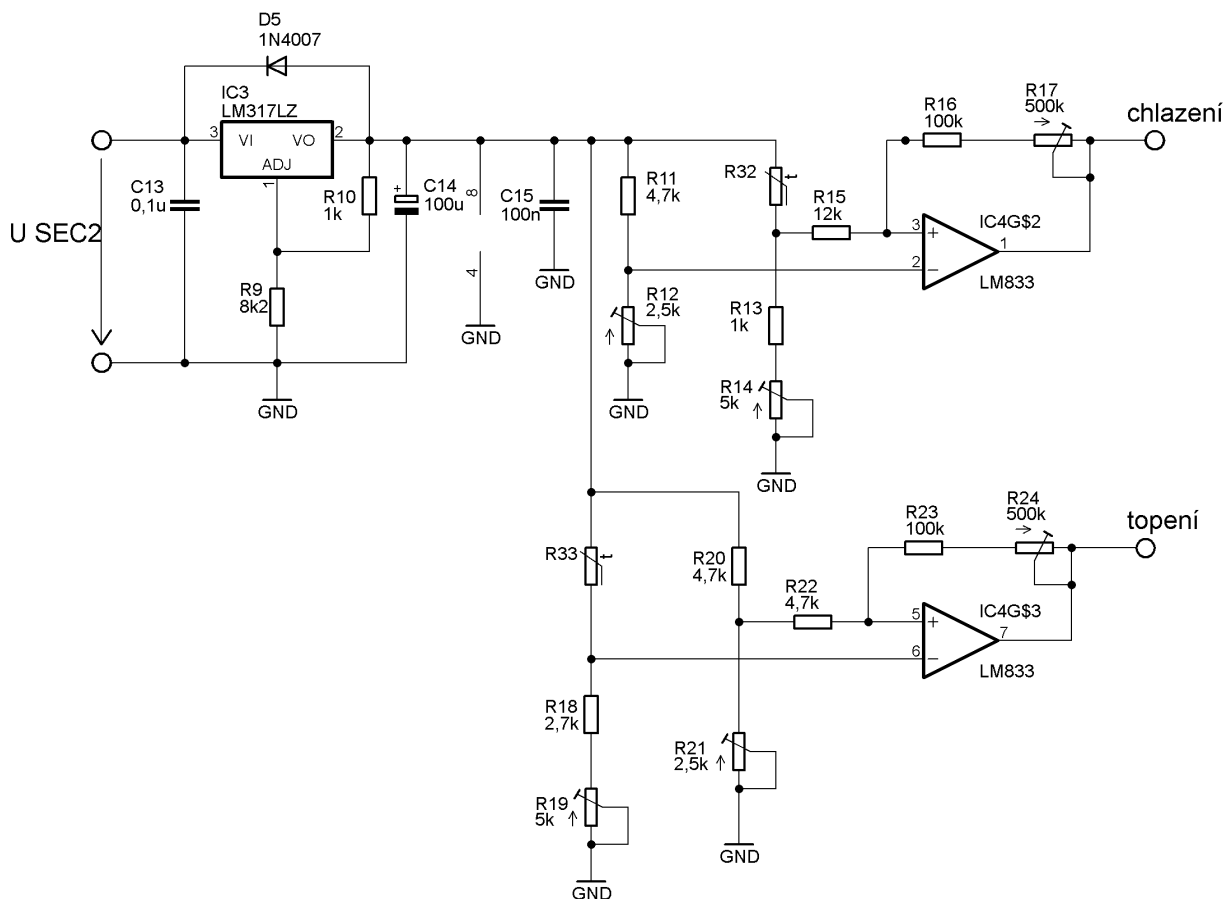 D5
1N4007
IC3
LM317LZ
3
VI
VO
2
ADJ
1
C13
0,1u
U SEC2
R10
1k
+
C14
100u
R9
8k2
GND
8
4
GND
C15
100n
GND
R11
4,7k
R12
2,5k
GND
R32
t
R15
12k
R13
1k
R14
5k
GND
R16
100k
R17
500k
chlazení
3
+
2
−
1
IC4G$2
LM833
R33
t
R20
4,7k
R22
4,7k
R23
100k
R24
500k
topení
5
+
6
−
7
IC4G$3
LM833
R18
2,7k
R19
5k
GND
R21
2,5k
GND